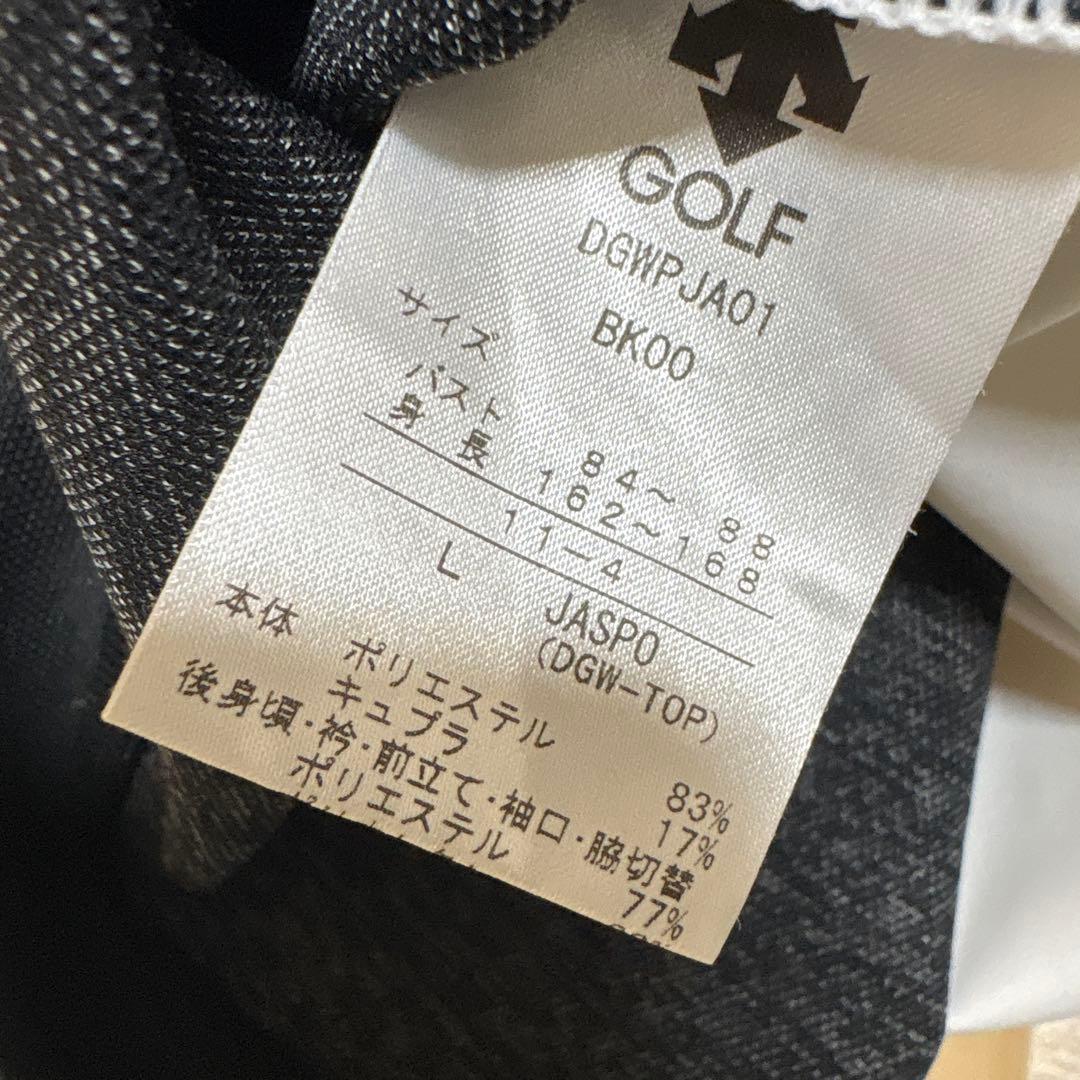 GOLF
DGWPJA01
BK00
サイズ
バスト 84～ 88
身 長 162～168
11-4
L JASPO
(DGW-TOP)
本体
ポリエステル 83%
キュプラ 17%
後身頃・衿・前立て・袖口・脇切替
ポリエステル 77%